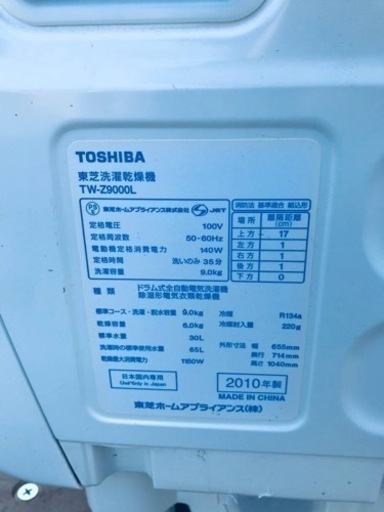 TOSHIBA
東芝洗濯乾燥機
TW-Z9000L
PS E 東芝ホームアプライアンス株式会社 JET
定格電圧 100V
定格周波数 50-60Hz
電動機定格消費電力 140W
定格時間 洗いのみ 35分
洗濯容量 9.0kg
消防法 基準適合 組込形
場所 離隔距離(cm)
上方 17
左方 1
右方 1
後方 1
下方 0
種類 ドラム式全自動電気洗濯機
除湿形電気衣類乾燥機
標準コース・洗濯・脱水容量 9.0kg
乾燥容量 6.0kg
標準水量 30L
洗濯時の標準使用水量 65L
乾燥最大消費電力 1150W
冷媒 R134a
冷媒封入量 220g
外形寸法 幅 655mm
奥行 714mm
高さ 1040mm
日本国内専用
Use only in Japan
2010年製
MADE IN CHINA
東芝ホームアプライアンス(株)